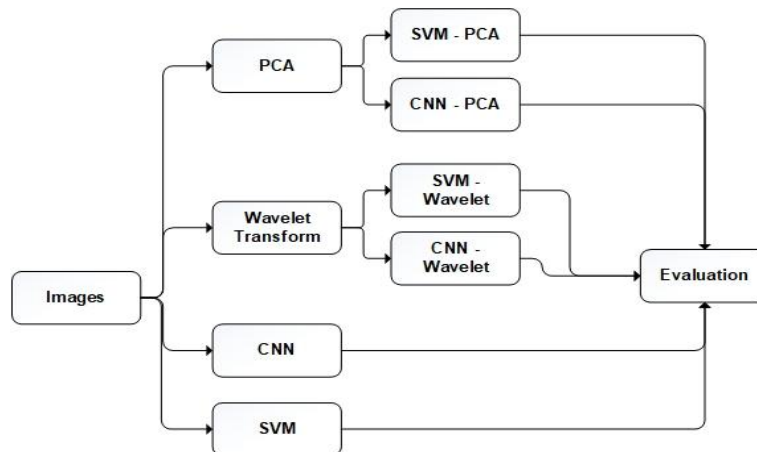 SVM - PCA
PCA
CNN - PCA
SVM -
Wavelet
Wavelet
Transform
CNN -
Wavelet
Evaluation
Images
CNN
SVM